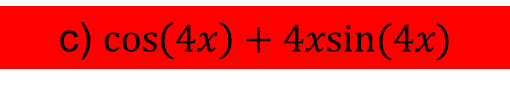 c) cos(4x) + 4xsin(4x)